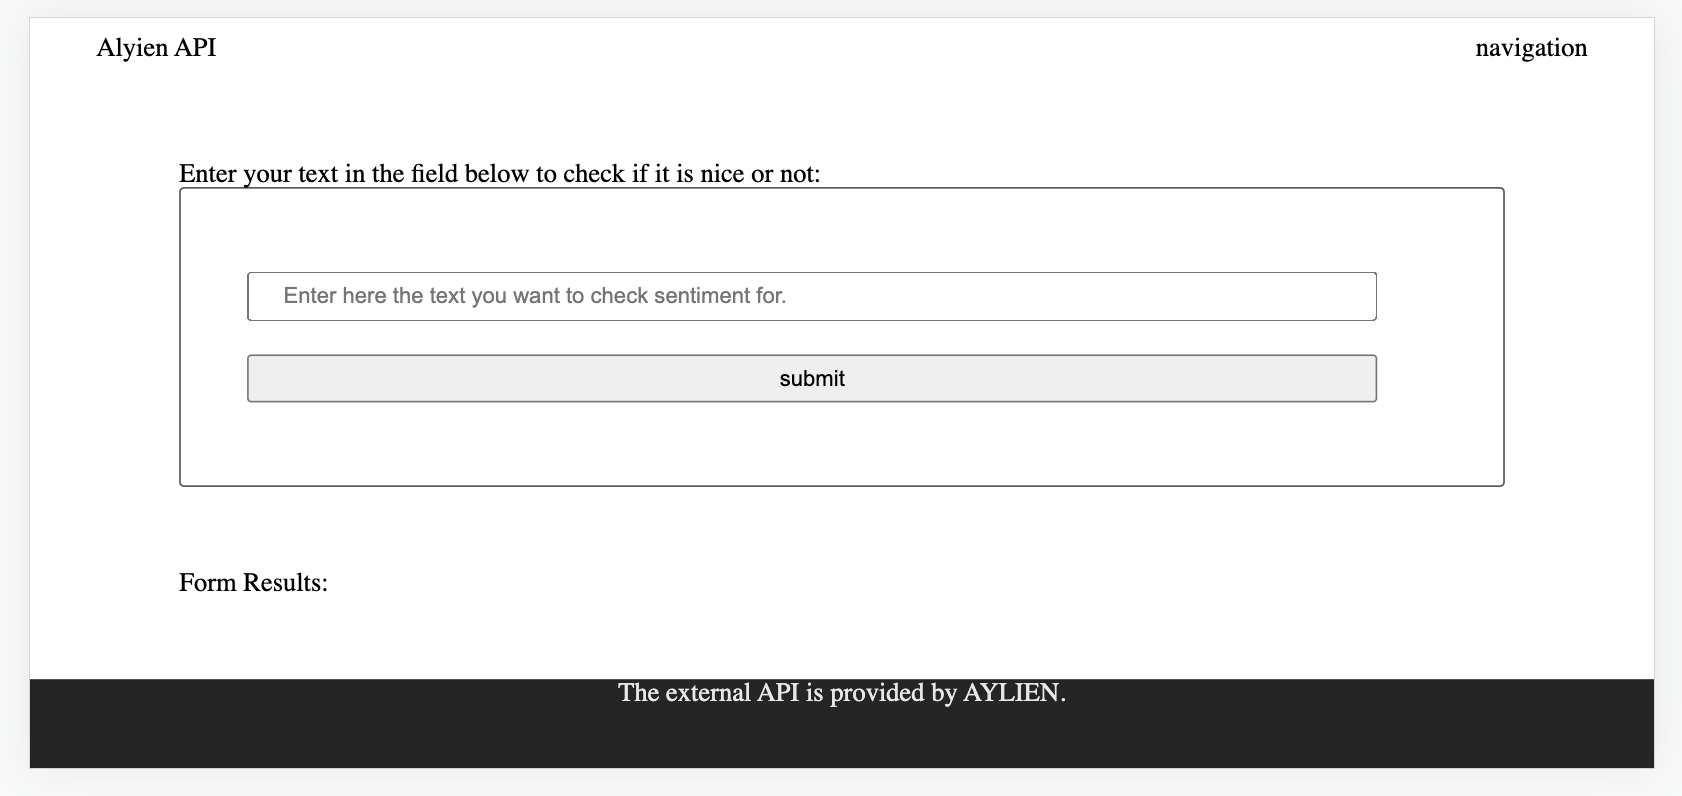 Alyien API
navigation
Enter your text in the field below to check if it is nice or not:
Enter here the text you want to check sentiment for.
submit
Form Results:
The external API is provided by AYLIEN.